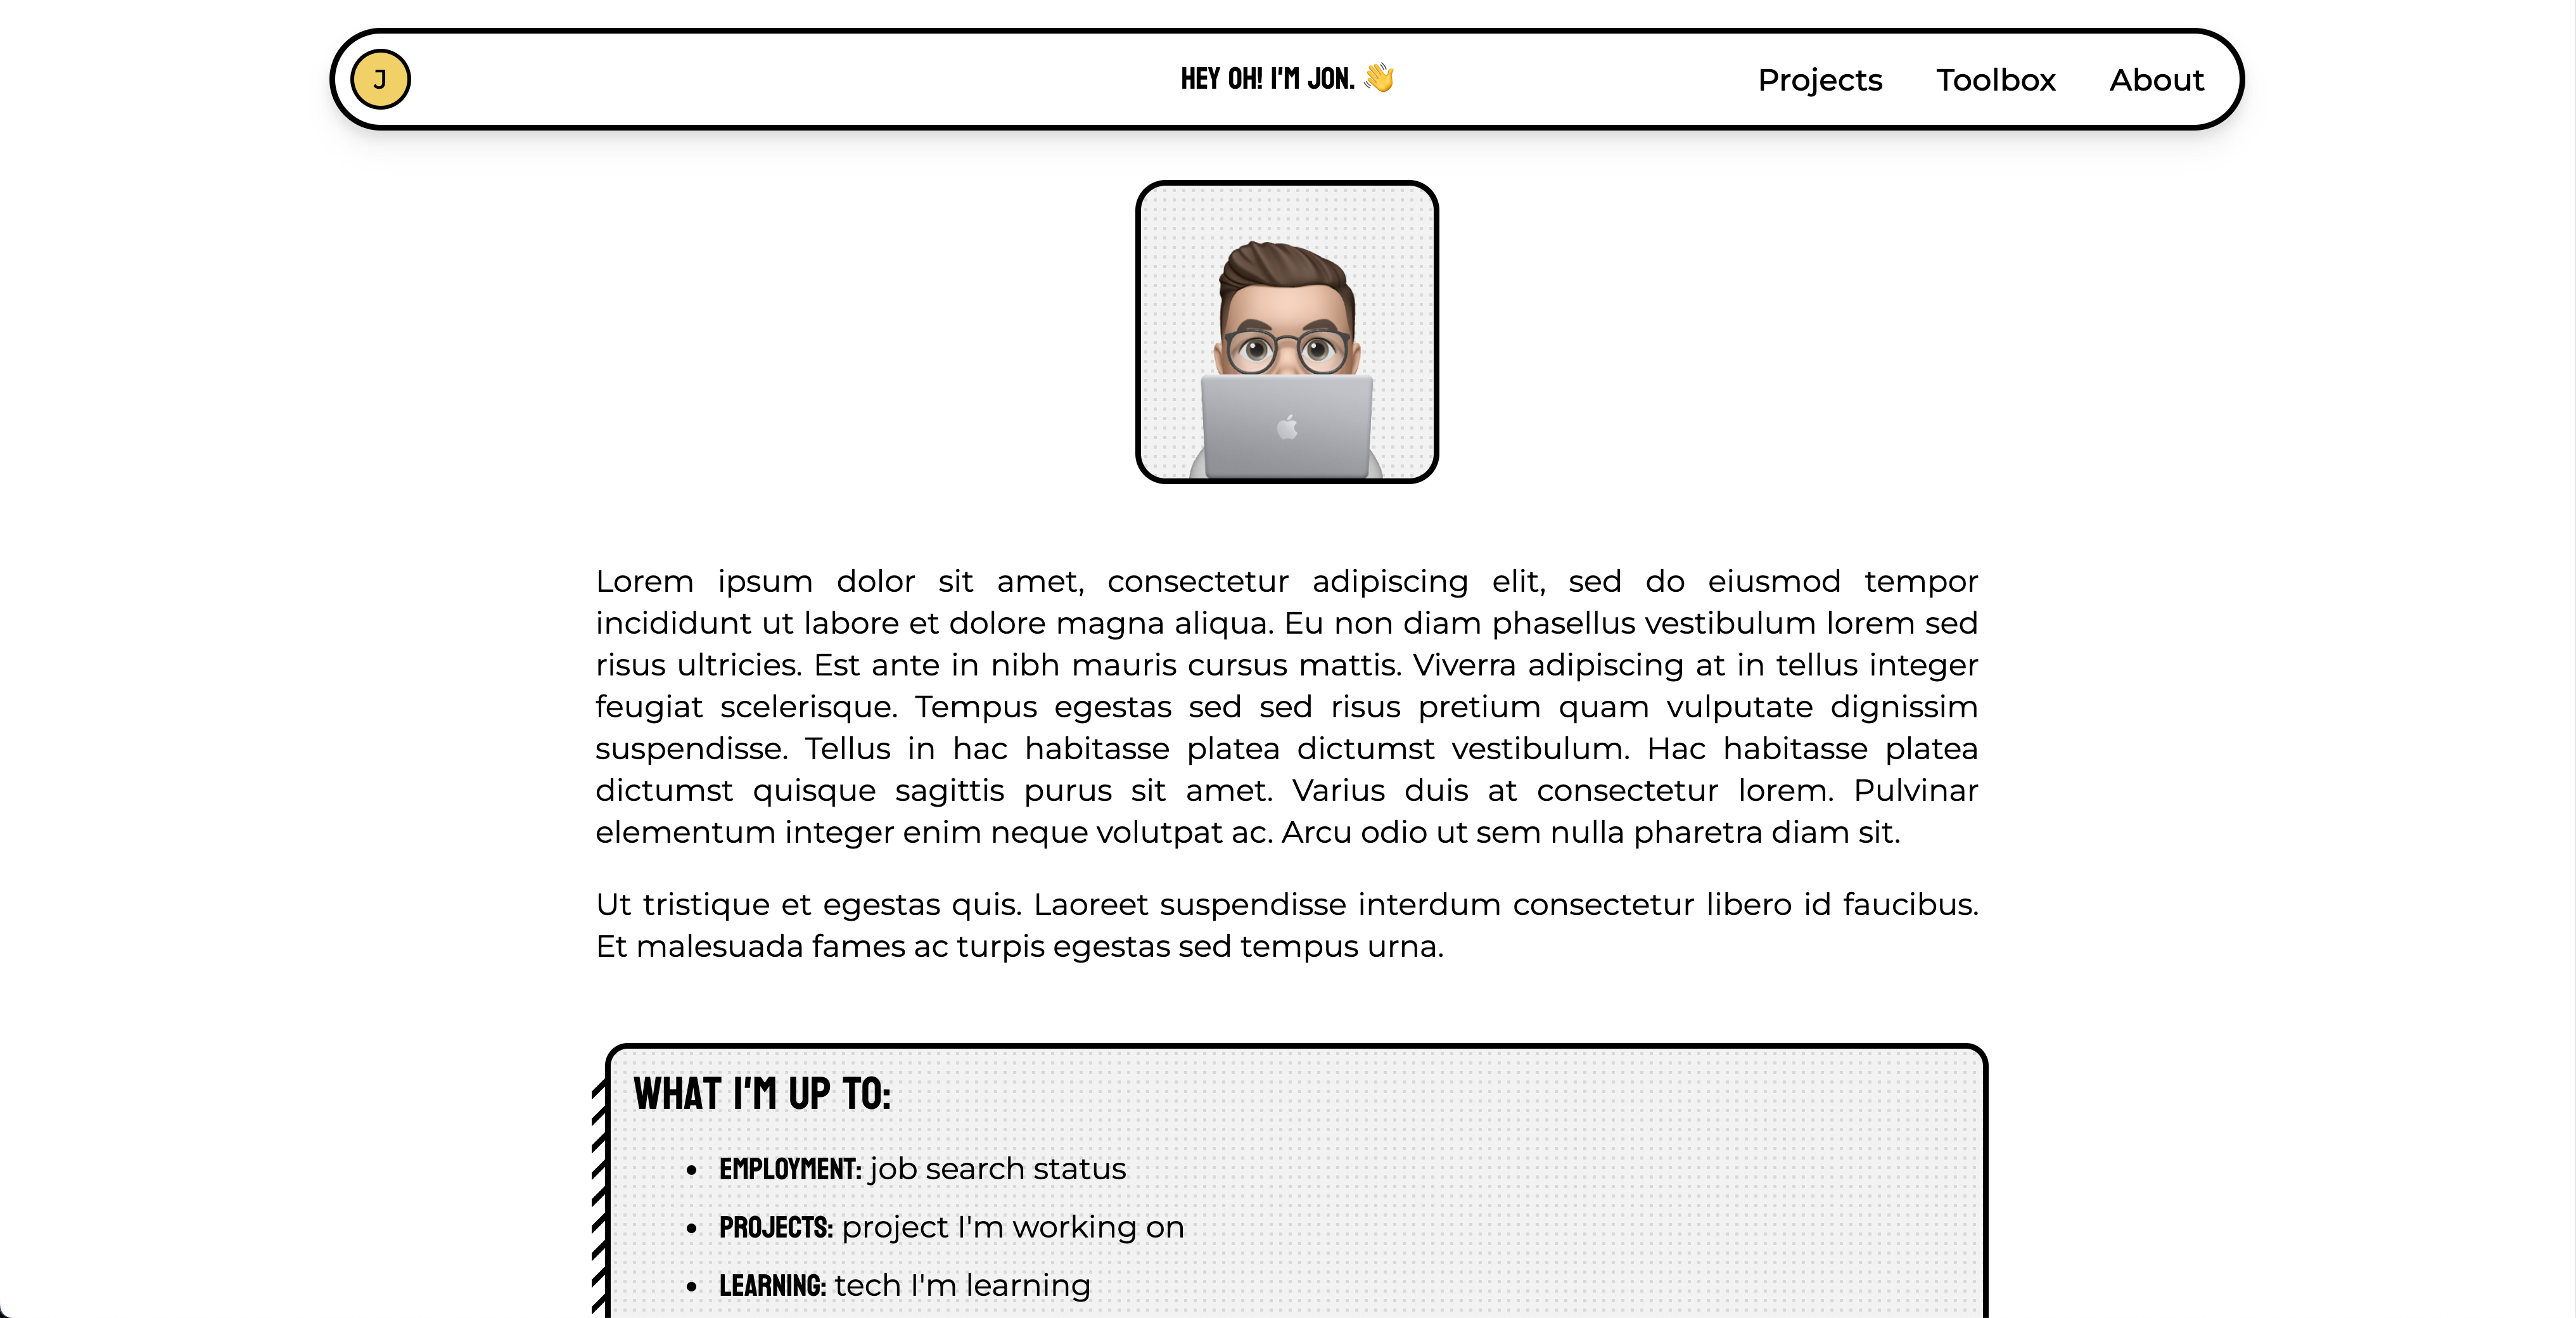 J
HEY OH! I'M JON. 👋
Projects
Toolbox
About
Lorem ipsum dolor sit amet, consectetur adipiscing elit, sed do eiusmod tempor
incididunt ut labore et dolore magna aliqua. Eu non diam phasellus vestibulum lorem sed
risus ultricies. Est ante in nibh mauris cursus mattis. Viverra adipiscing at in tellus integer
feugiat scelerisque. Tempus egestas sed sed risus pretium quam vulputate dignissim
suspendisse. Tellus in hac habitasse platea dictumst vestibulum. Hac habitasse platea
dictumst quisque sagittis purus sit amet. Varius duis at consectetur lorem. Pulvinar
elementum integer enim neque volutpat ac. Arcu odio ut sem nulla pharetra diam sit.
Ut tristique et egestas quis. Laoreet suspendisse interdum consectetur libero id faucibus.
Et malesuada fames ac turpis egestas sed tempus urna.
WHAT I'M UP TO:
• EMPLOYMENT: job search status
• PROJECTS: project I'm working on
• LEARNING: tech I'm learning